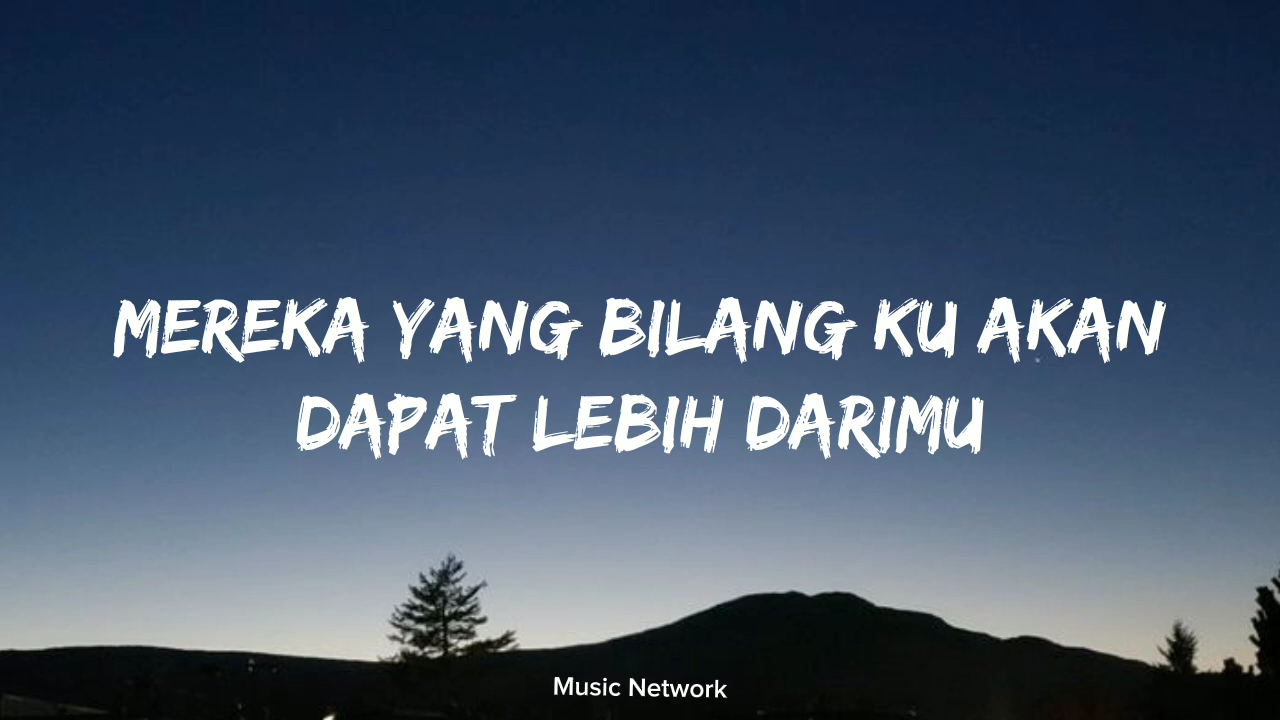 MEREKA YANG BILANG KU AKAN
DAPAT LEBIH DARIMU
Music Network